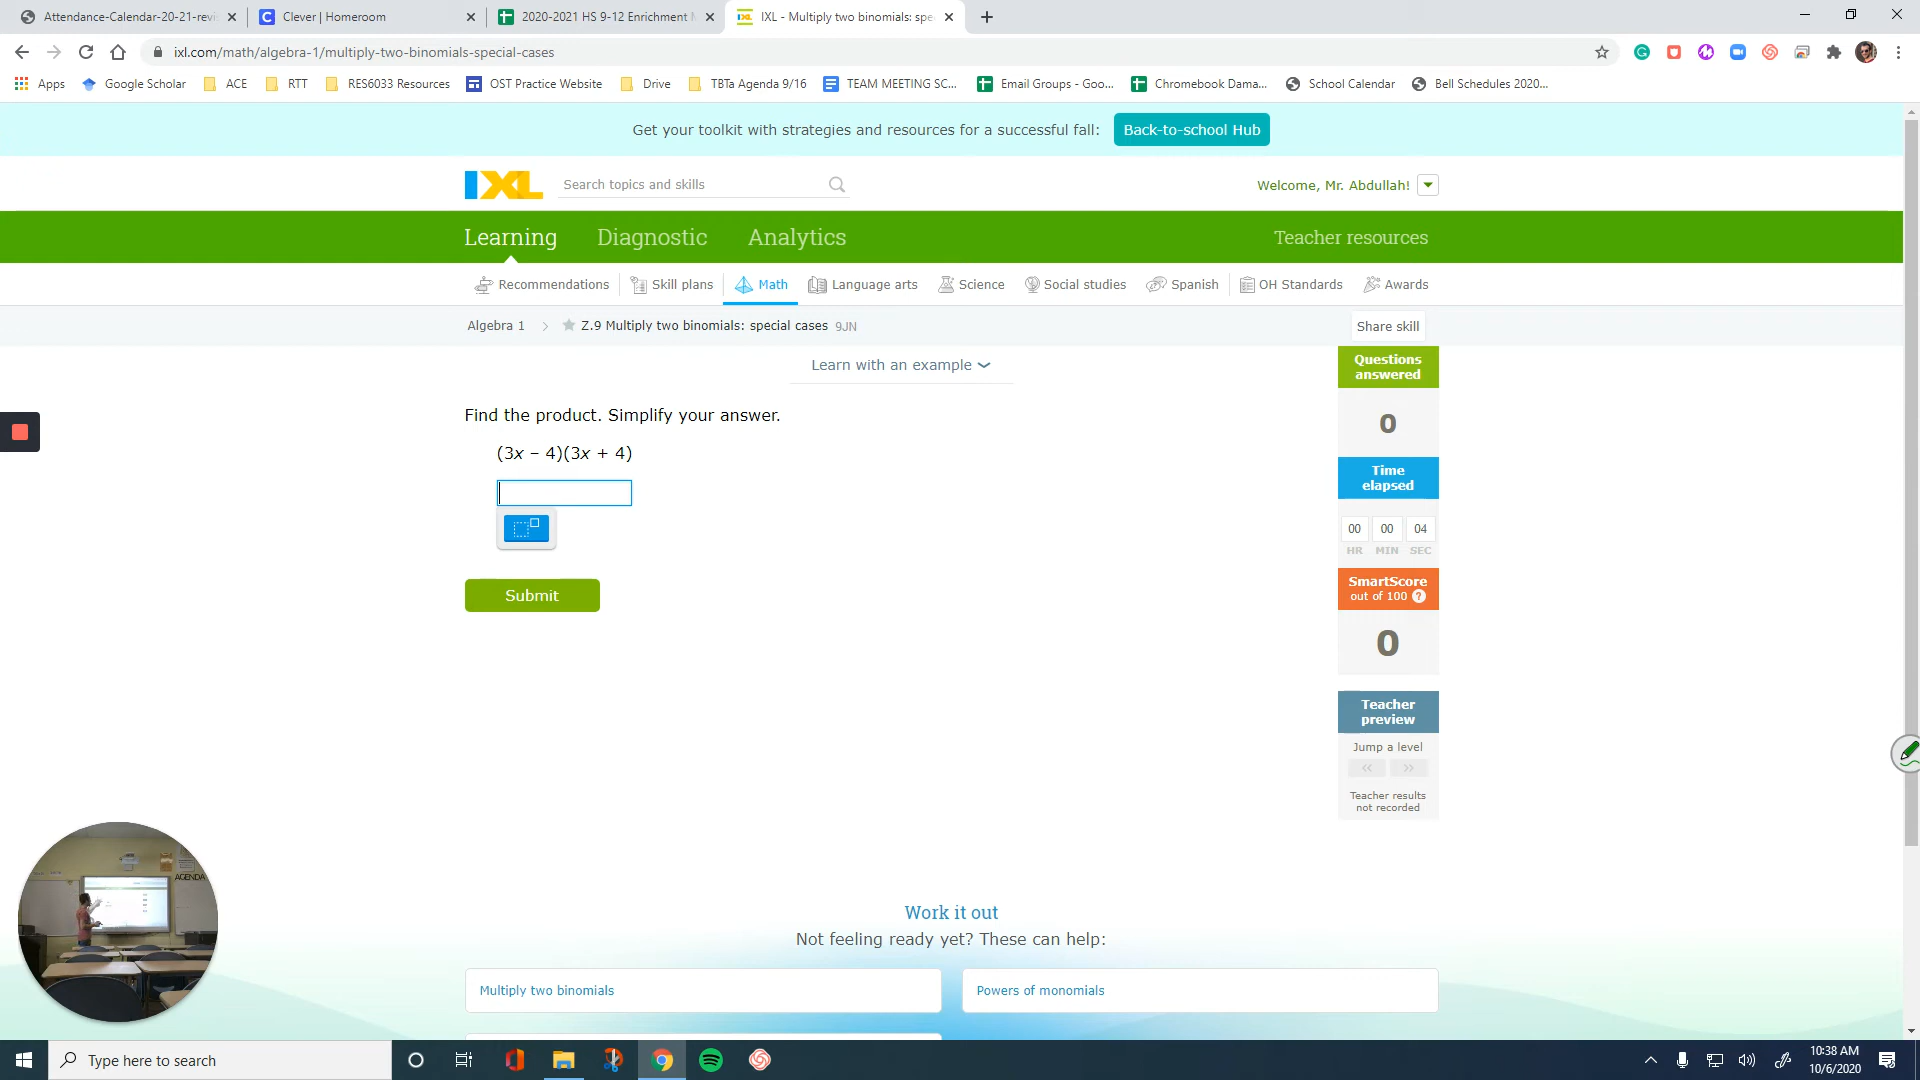 Attendance-Calendar-20-21-revi
Clever | Homeroom
2020-2021 HS 9-12 Enrichment M
IXL - Multiply two binomials: spe
ixl.com/math/algebra-1/multiply-two-binomials-special-cases
Apps
Google Scholar
ACE
RTT
RES6033 Resources
OST Practice Website
Drive
TBTa Agenda 9/16
TEAM MEETING SC...
Email Groups - Goo...
Chromebook Dama...
School Calendar
Bell Schedules 2020...
Get your toolkit with strategies and resources for a successful fall:
Back-to-school Hub
IXL
Search topics and skills
Welcome, Mr. Abdullah!
Learning
Diagnostic
Analytics
Teacher resources
Recommendations
Skill plans
Math
Language arts
Science
Social studies
Spanish
OH Standards
Awards
Algebra 1
Z.9 Multiply two binomials: special cases 9JN
Share skill
Learn with an example
Find the product. Simplify your answer.
(3x − 4)(3x + 4)
Submit
Questions
answered
0
Time
elapsed
00 00 04
HR MIN SEC
SmartScore
out of 100 ?
0
Teacher
preview
Jump a level
<< >>
Teacher results
not recorded
AGENDA
Work it out
Not feeling ready yet? These can help:
Multiply two binomials
Powers of monomials
Type here to search
10:38 AM
10/6/2020